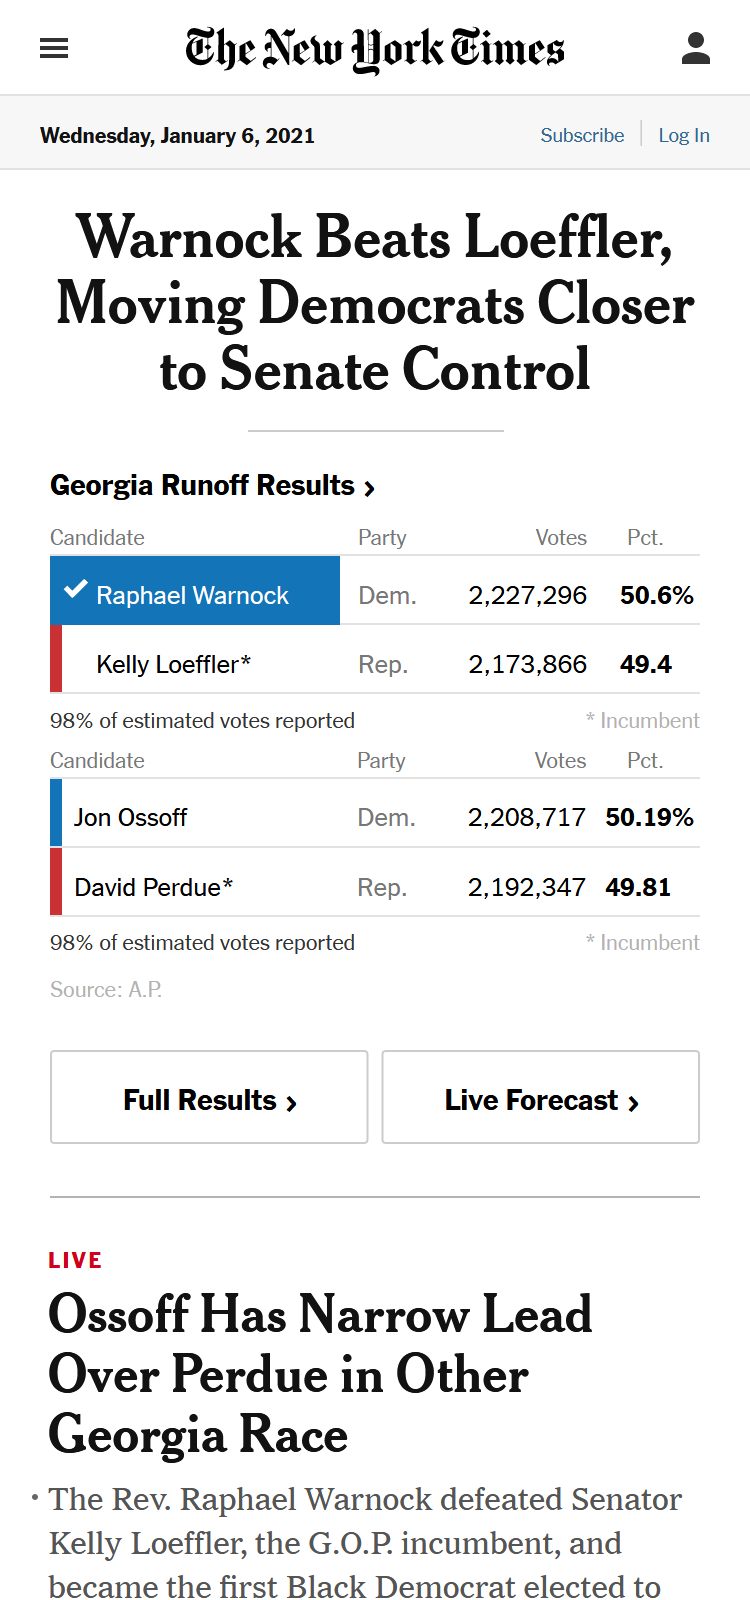 The New York Times
Wednesday, January 6, 2021 Subscribe Log In
Warnock Beats Loeffler,
Moving Democrats Closer
to Senate Control
Georgia Runoff Results ›
Candidate Party Votes Pct.
Raphael Warnock Dem. 2,227,296 50.6%
Kelly Loeffler* Rep. 2,173,866 49.4
98% of estimated votes reported * Incumbent
Candidate Party Votes Pct.
Jon Ossoff Dem. 2,208,717 50.19%
David Perdue* Rep. 2,192,347 49.81
98% of estimated votes reported * Incumbent
Source: A.P.
Full Results › Live Forecast ›
LIVE
Ossoff Has Narrow Lead
Over Perdue in Other
Georgia Race
• The Rev. Raphael Warnock defeated Senator
Kelly Loeffler, the G.O.P. incumbent, and
became the first Black Democrat elected to